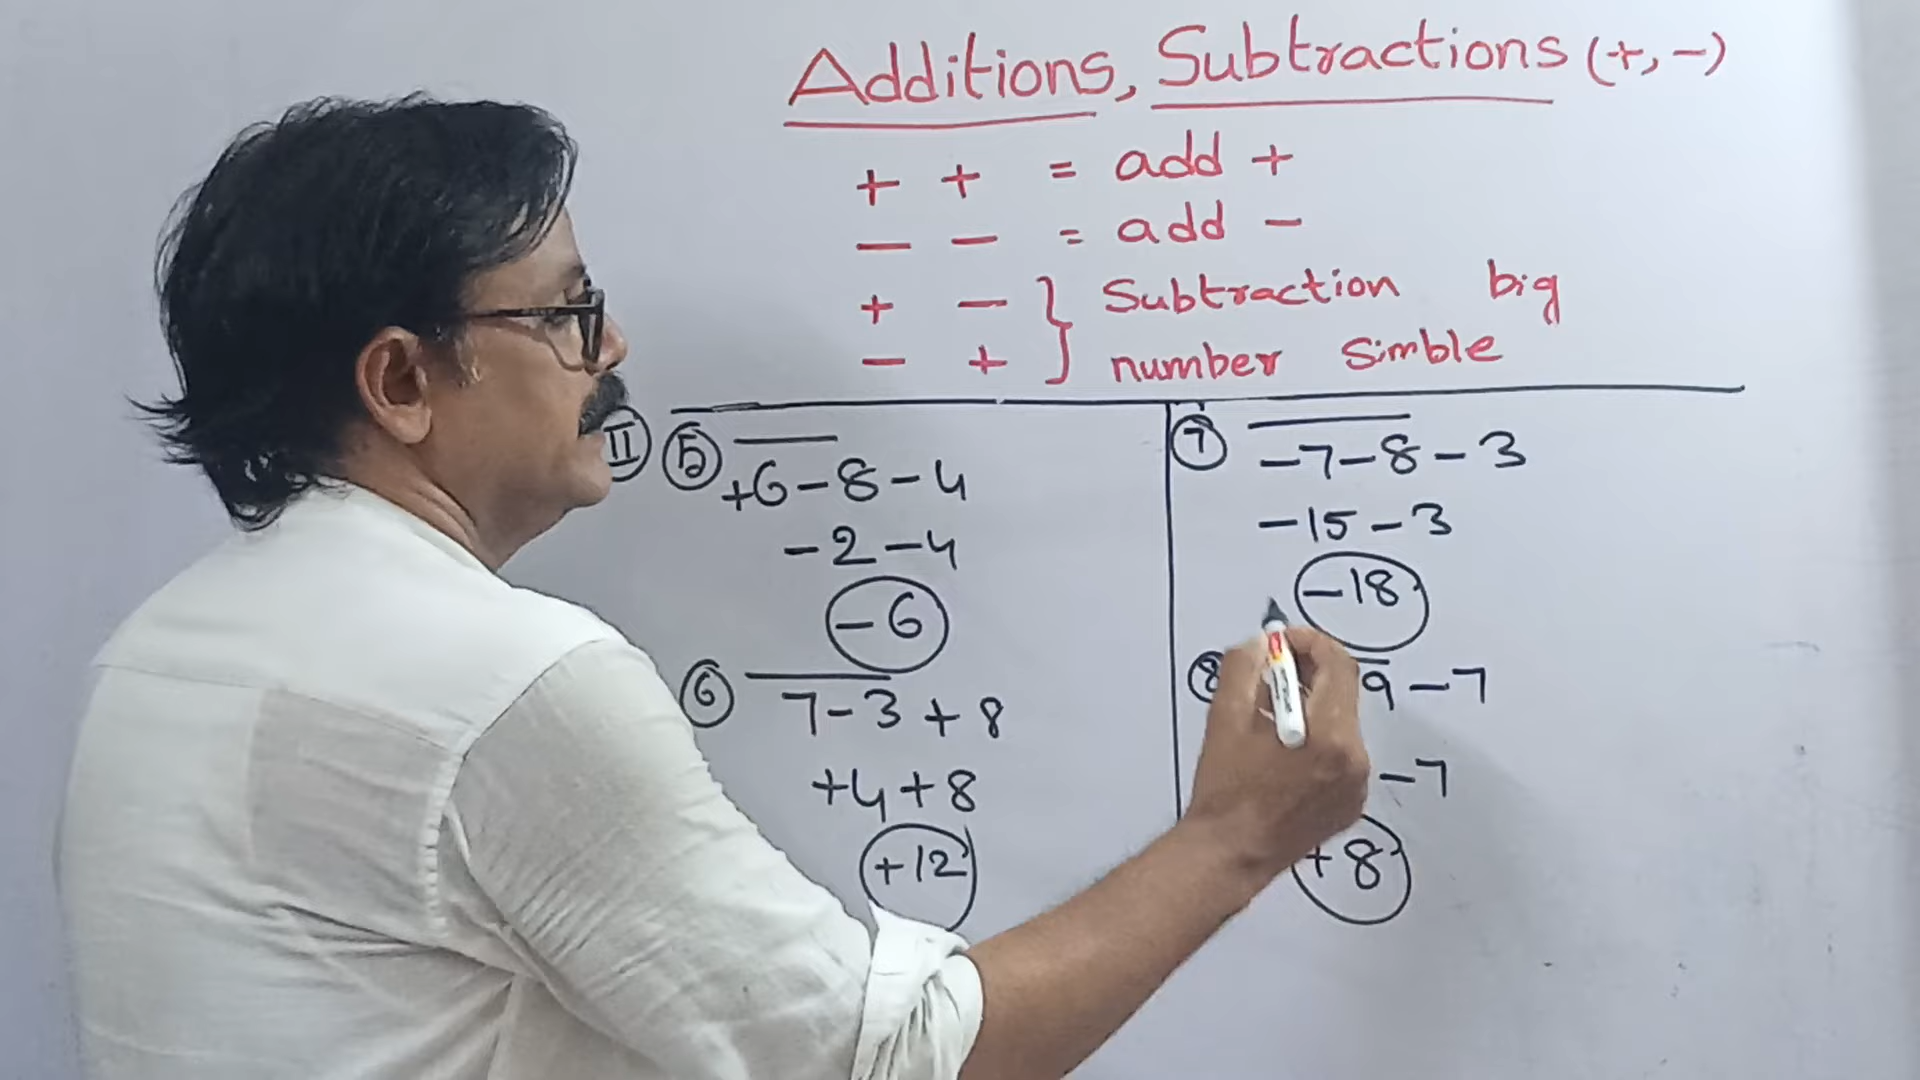 Additions, Subtractions (+, -)
+ + = add +
- - = add -
+ - } Subtraction big
- + } number simble
II 5 +6-8-4
-2-4
-6
6 7-3+8
+4+8
+12
7 -7-8-3
-15-3
-18
8 9-7
-7
+8